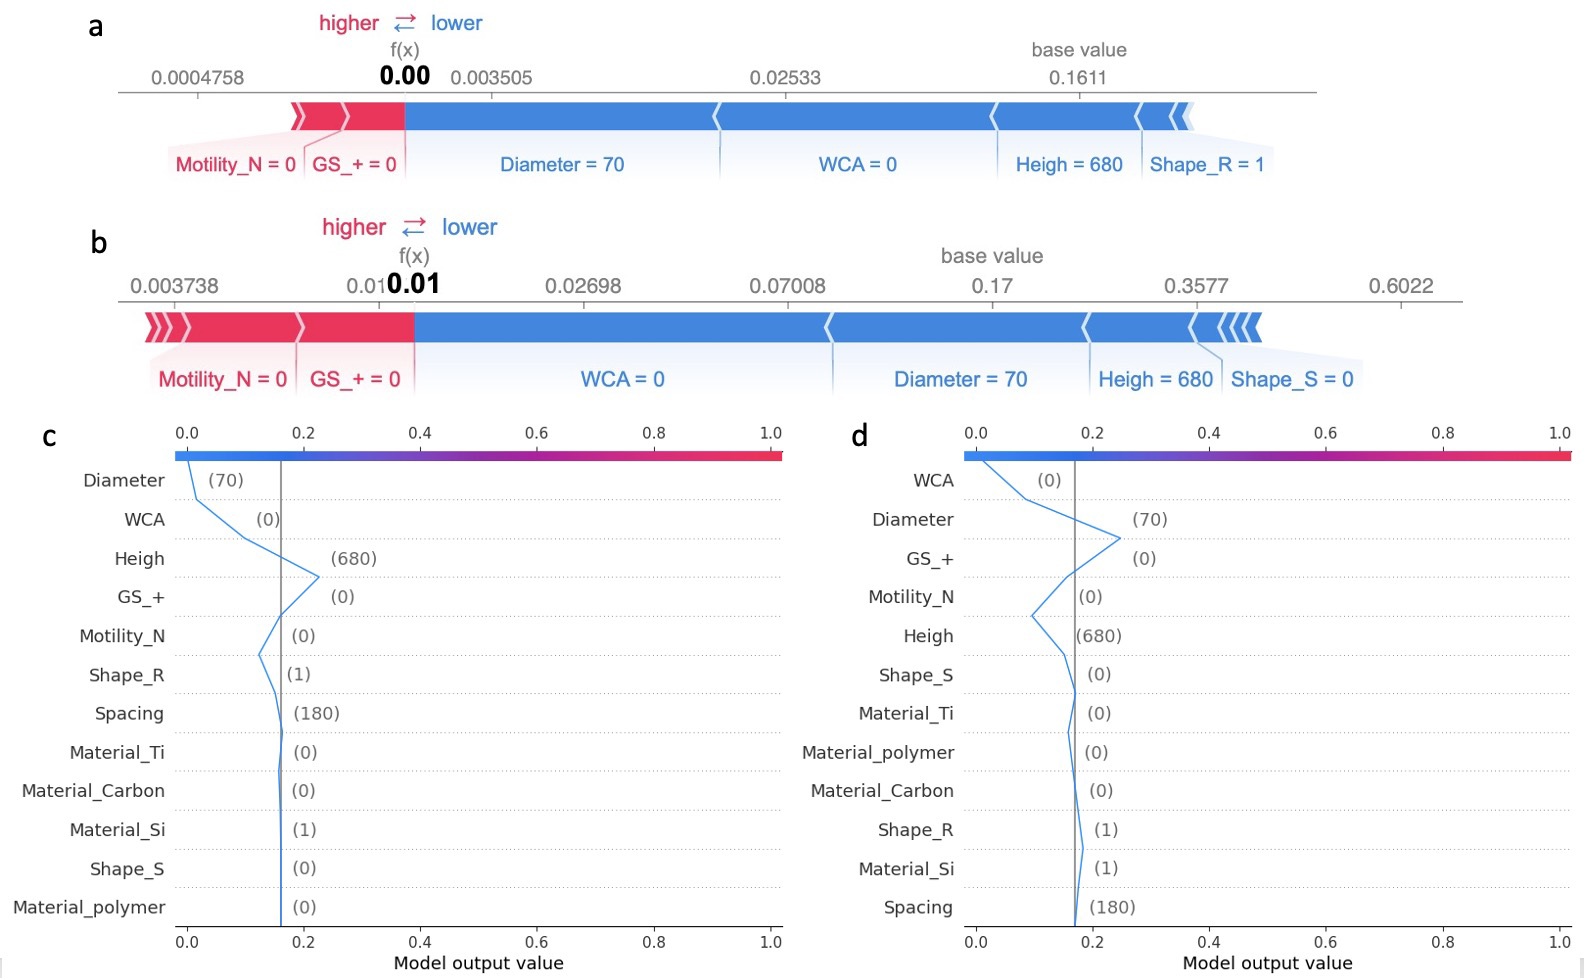 a
higher lower
f(x)
base value
0.0004758 0.00 0.003505 0.02533 0.1611
Motility_N = 0 GS_+ = 0 Diameter = 70 WCA = 0 Heigh = 680 Shape_R = 1
b
higher lower
f(x)
base value
0.003738 0.01 0.01 0.02698 0.07008 0.17 0.3577 0.6022
Motility_N = 0 GS_+ = 0 WCA = 0 Diameter = 70 Heigh = 680 Shape_S = 0
c
0.0 0.2 0.4 0.6 0.8 1.0
Diameter (70)
WCA (0)
Heigh (680)
GS_+ (0)
Motility_N (0)
Shape_R (1)
Spacing (180)
Material_Ti (0)
Material_Carbon (0)
Material_Si (1)
Shape_S (0)
Material_polymer (0)
0.0 0.2 0.4 0.6 0.8 1.0
Model output value
d
0.0 0.2 0.4 0.6 0.8 1.0
WCA (0)
Diameter (70)
GS_+ (0)
Motility_N (0)
Heigh (680)
Shape_S (0)
Material_Ti (0)
Material_polymer (0)
Material_Carbon (0)
Shape_R (1)
Material_Si (1)
Spacing (180)
0.0 0.2 0.4 0.6 0.8 1.0
Model output value